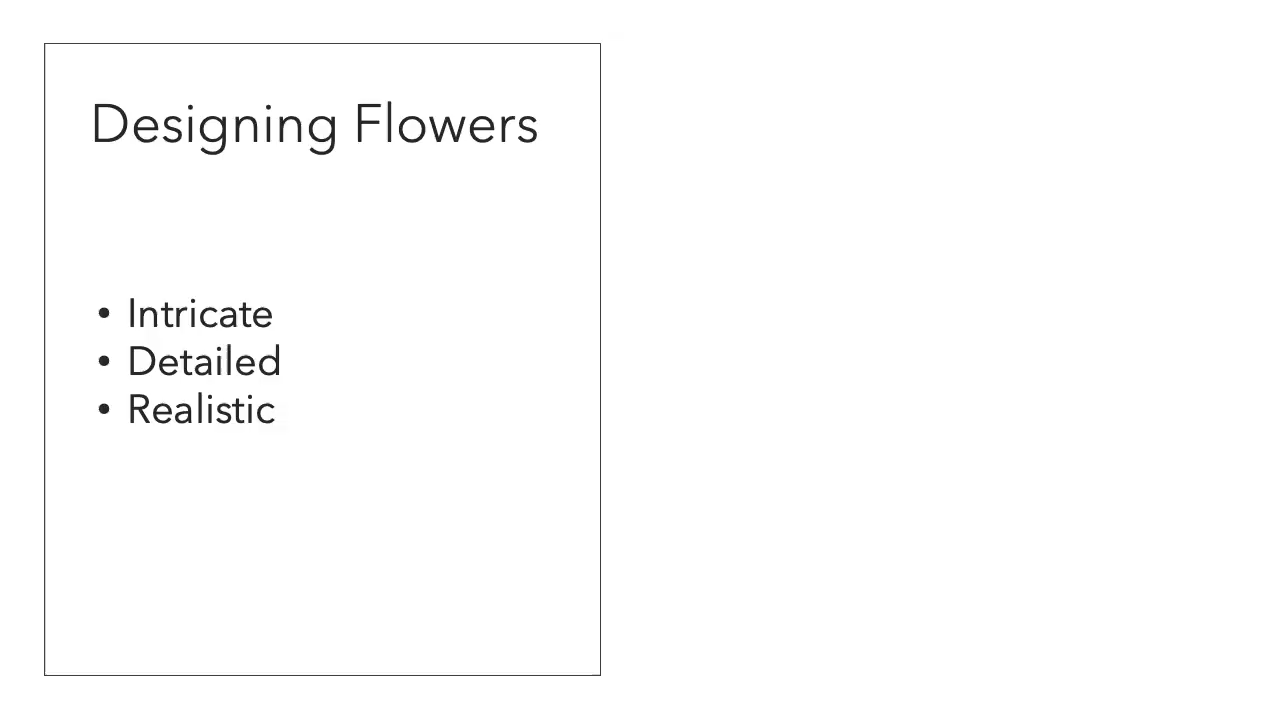 Designing Flowers
• Intricate
• Detailed
• Realistic